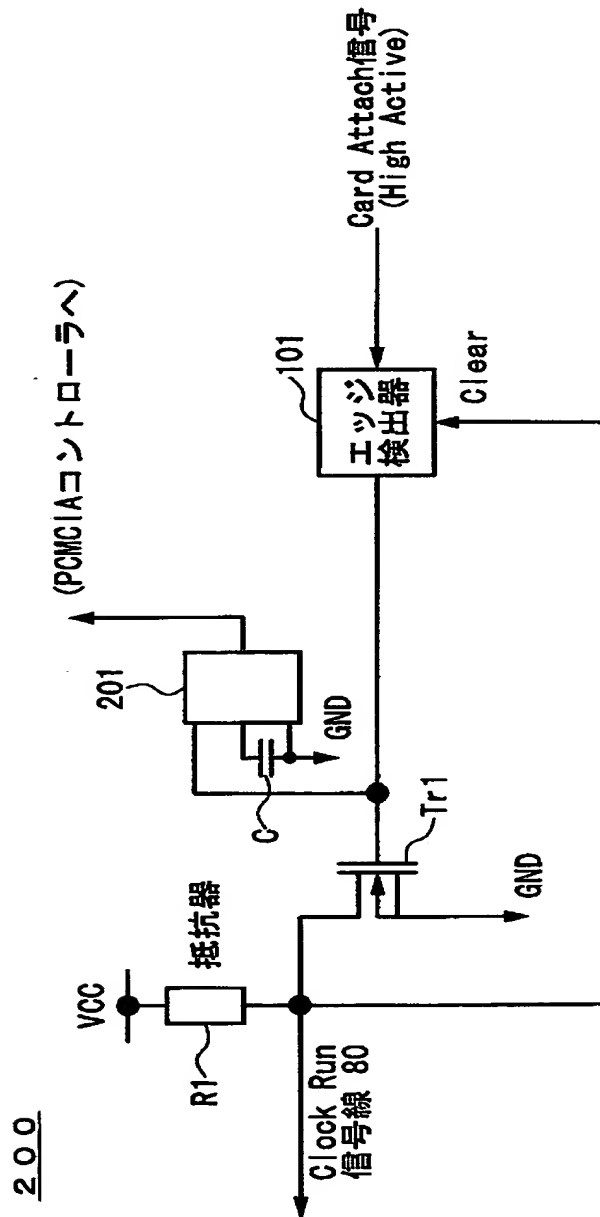 200
VCC
R1
抵抗器
Clock Run
信号線 80
C
GND
201
(PCMCIAコントローラへ)
Tr1
GND
101
エッジ
検出器
Clear
Card Attach信号
(High Active)